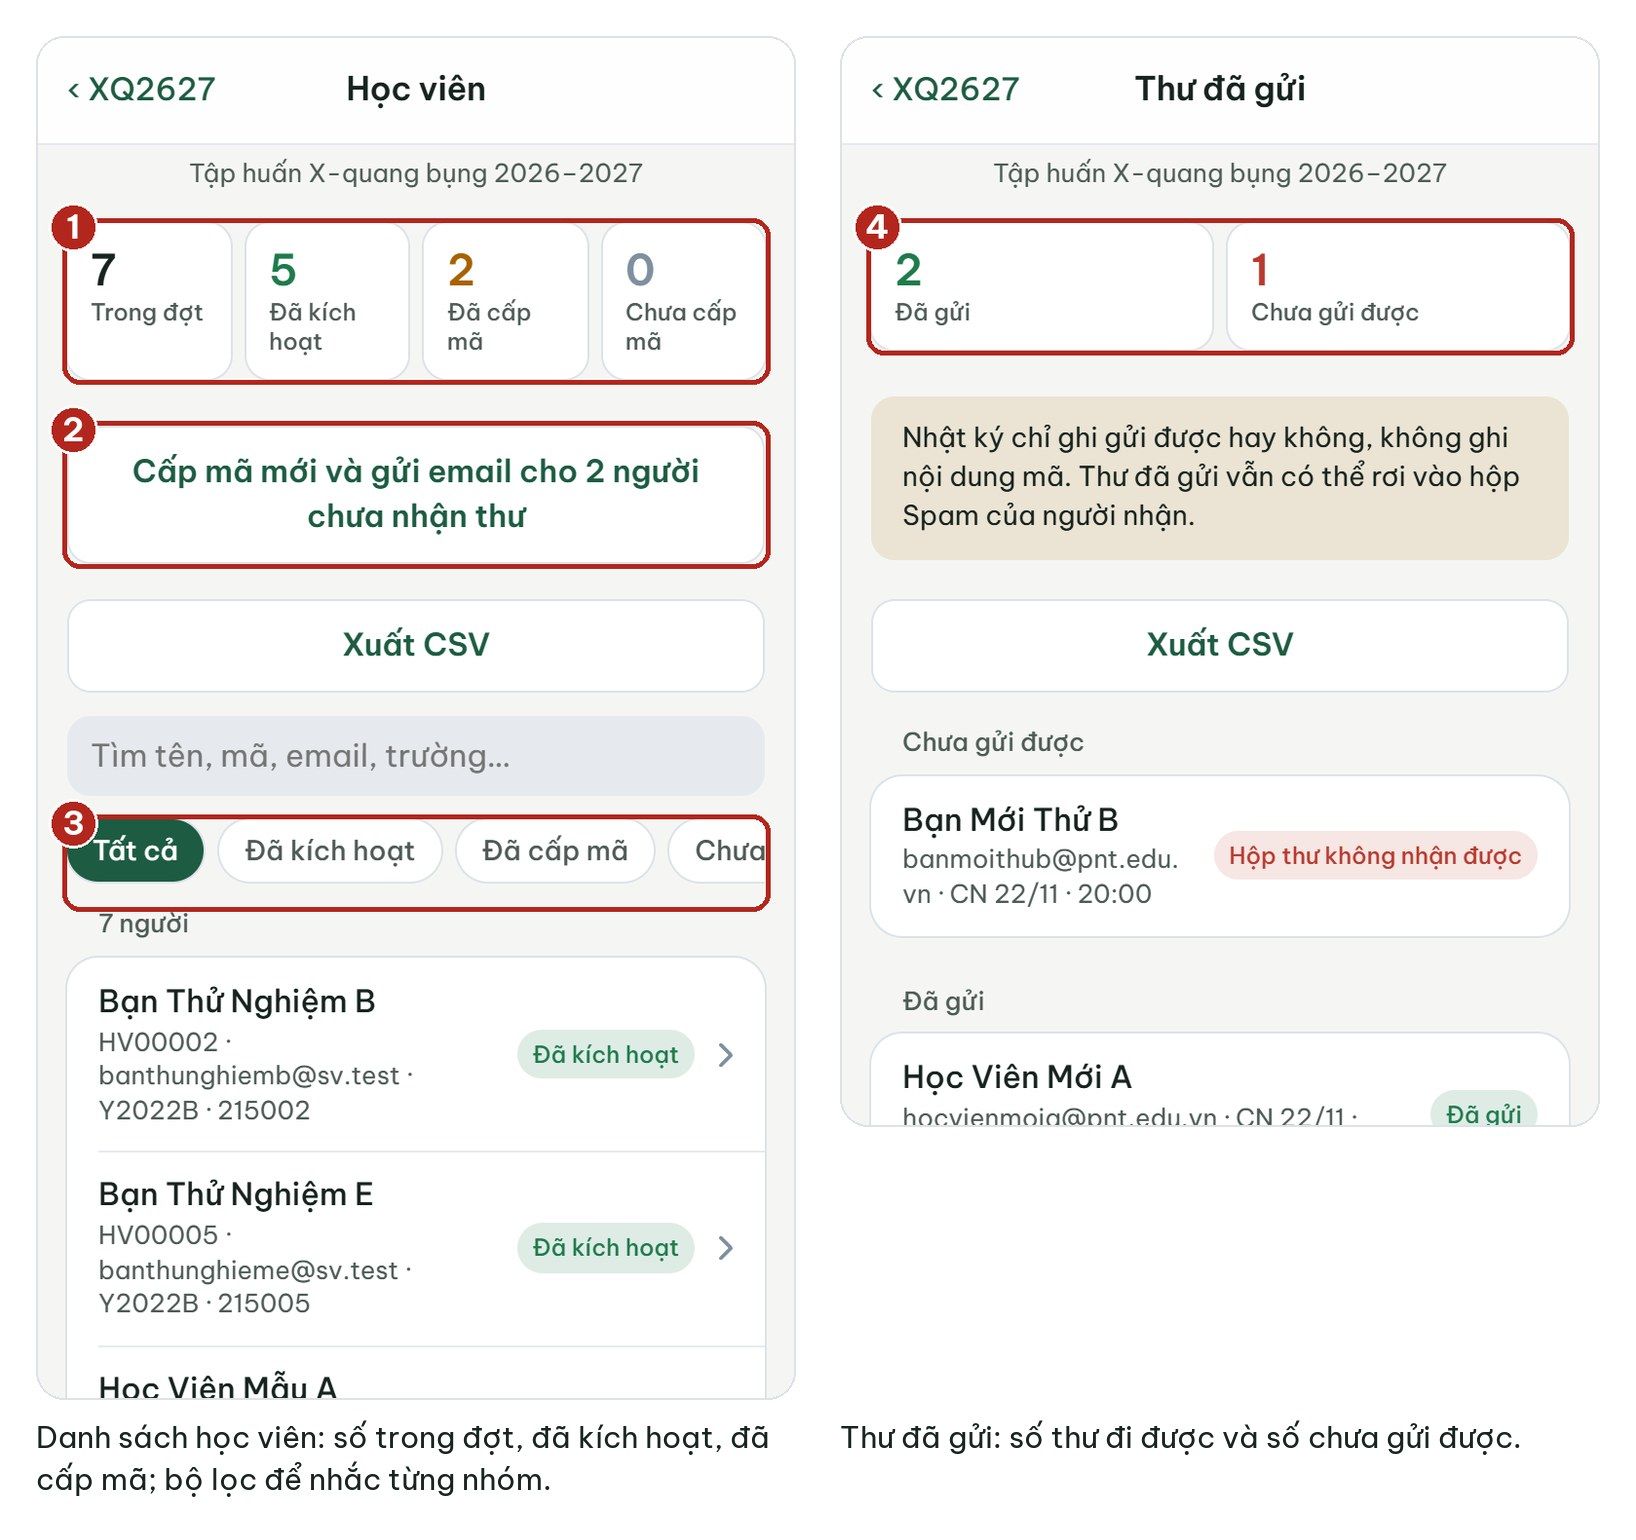 ‹ XQ2627
Học viên
Tập huấn X-quang bụng 2026–2027
1
7
Trong đợt
5
Đã kích
hoạt
2
Đã cấp
mã
0
Chưa cấp
mã
2
Cấp mã mới và gửi email cho 2 người
chưa nhận thư
Xuất CSV
Tìm tên, mã, email, trường...
3
Tất cả
Đã kích hoạt
Đã cấp mã
Chưa
7 người
Bạn Thử Nghiệm B
HV00002 ·
banthunghiemb@sv.test ·
Y2022B · 215002
Đã kích hoạt
Bạn Thử Nghiệm E
HV00005 ·
banthunghieme@sv.test ·
Y2022B · 215005
Đã kích hoạt
Học Viên Mẫu A
Danh sách học viên: số trong đợt, đã kích hoạt, đã
cấp mã; bộ lọc để nhắc từng nhóm.
‹ XQ2627
Thư đã gửi
Tập huấn X-quang bụng 2026–2027
4
2
Đã gửi
1
Chưa gửi được
Nhật ký chỉ ghi gửi được hay không, không ghi
nội dung mã. Thư đã gửi vẫn có thể rơi vào hộp
Spam của người nhận.
Xuất CSV
Chưa gửi được
Bạn Mới Thử B
banmoithub@pnt.edu.
vn · CN 22/11 · 20:00
Hộp thư không nhận được
Đã gửi
Học Viên Mới A
hocvienmoia@pnt.edu.vn · CN 22/11 ·
Đã gửi
Thư đã gửi: số thư đi được và số chưa gửi được.